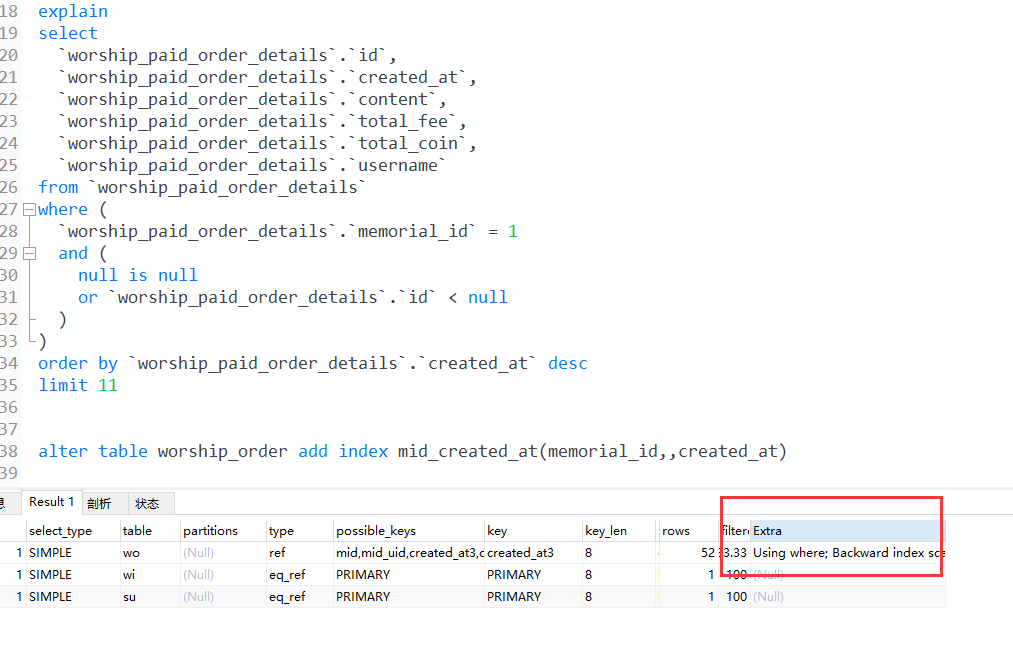 18 explain
19 select
20 `worship_paid_order_details`.`id`,
21 `worship_paid_order_details`.`created_at`,
22 `worship_paid_order_details`.`content`,
23 `worship_paid_order_details`.`total_fee`,
24 `worship_paid_order_details`.`total_coin`,
25 `worship_paid_order_details`.`username`
26 from `worship_paid_order_details`
27 where (
28 `worship_paid_order_details`.`memorial_id` = 1
29 and (
30 null is null
31 or `worship_paid_order_details`.`id` < null
32 )
33 )
34 order by `worship_paid_order_details`.`created_at` desc
35 limit 11
36
37
38 alter table worship_order add index mid_created_at(memorial_id,,created_at)
39
Result 1 剖析 状态
select_type table partitions type possible_keys key key_len rows filter Extra
1 SIMPLE wo (Null) ref mid,mid_uid,created_at3,c created_at3 8 52 33.33 Using where; Backward index sca
1 SIMPLE wi (Null) eq_ref PRIMARY PRIMARY 8 1 100 (Null)
1 SIMPLE su (Null) eq_ref PRIMARY PRIMARY 8 1 100 (Null)